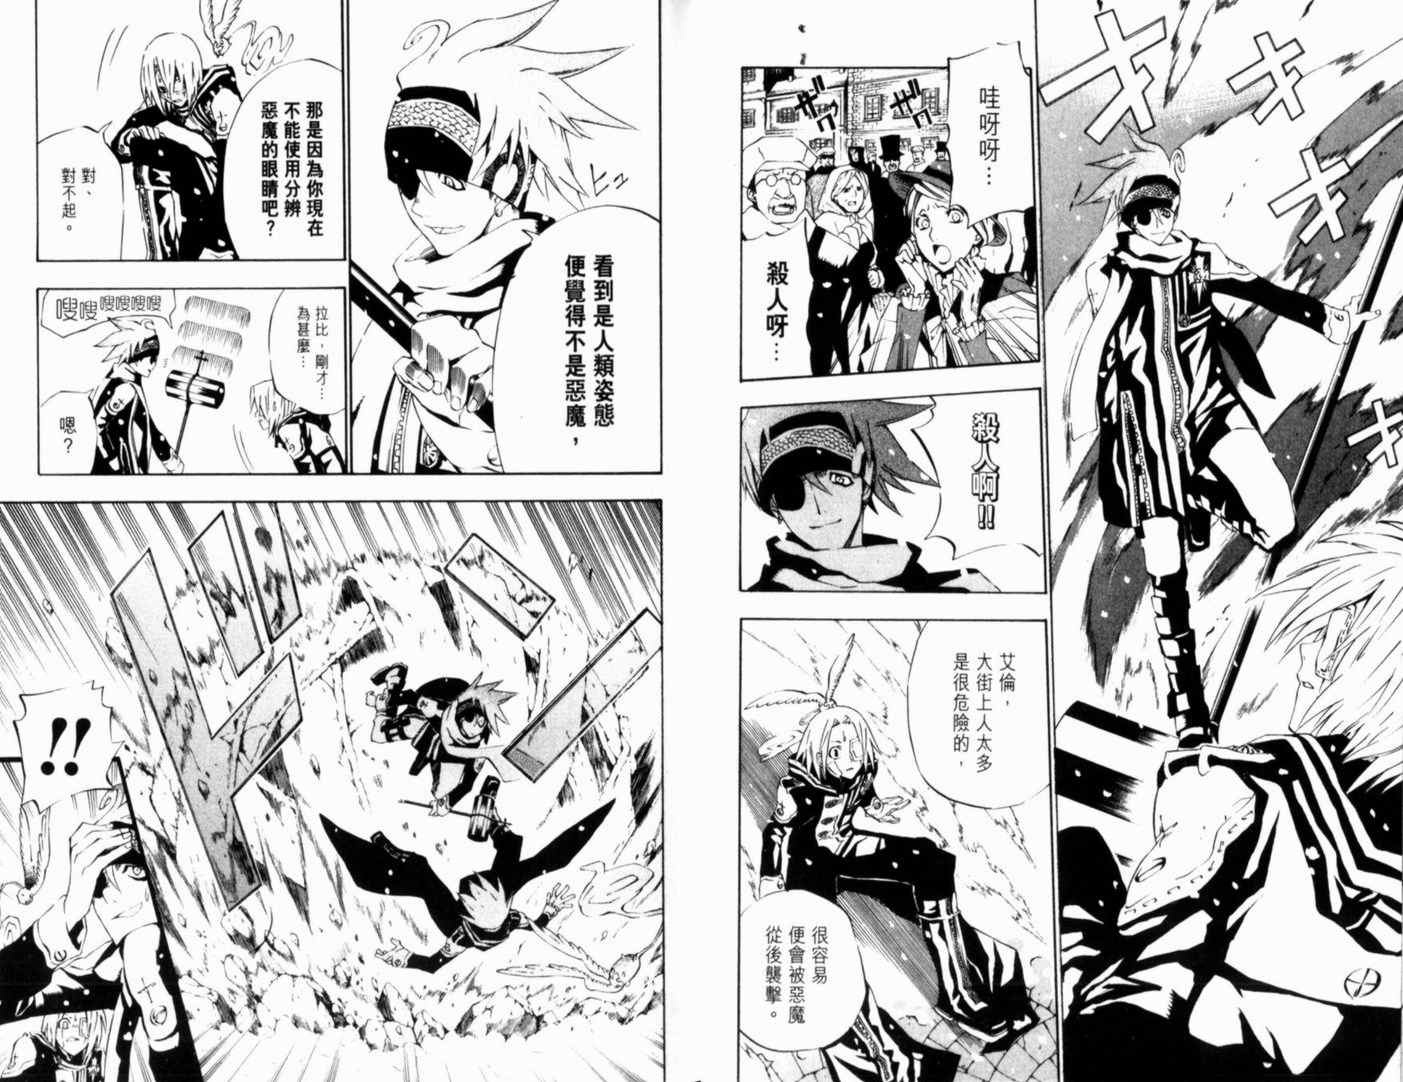 キ
キ
キ
キ
哇呀呀…
ザワ
ザワ
殺人呀…
殺人啊!!
艾倫，
大街上人太多
是很危險的，
很容易
便會被惡魔
從後襲擊。
ビュ
看到是人類姿態
便覺得不是惡魔，
那是因為你現在
不能使用分辨
惡魔的眼睛吧？
對、
對不起。
拉比，剛才…
為甚麼…
嗖嗖嗖嗖嗖
嗯？
!!